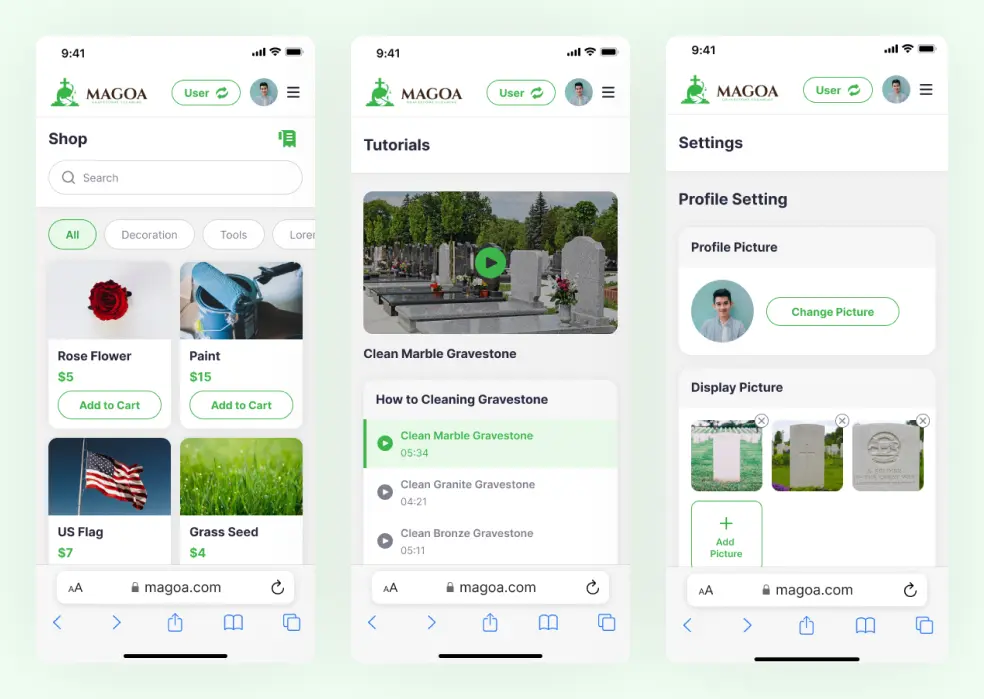 9:41
MAGOA
User
Shop
Search
All
Decoration
Tools
Lorer
Rose Flower
$5
Add to Cart
Paint
$15
Add to Cart
US Flag
$7
Grass Seed
$4
AA
magoa.com
9:41
MAGOA
User
Tutorials
Clean Marble Gravestone
How to Cleaning Gravestone
Clean Marble Gravestone
05:34
Clean Granite Gravestone
04:21
Clean Bronze Gravestone
05:11
AA
magoa.com
9:41
MAGOA
User
Settings
Profile Setting
Profile Picture
Change Picture
Display Picture
Add
Picture
AA
magoa.com